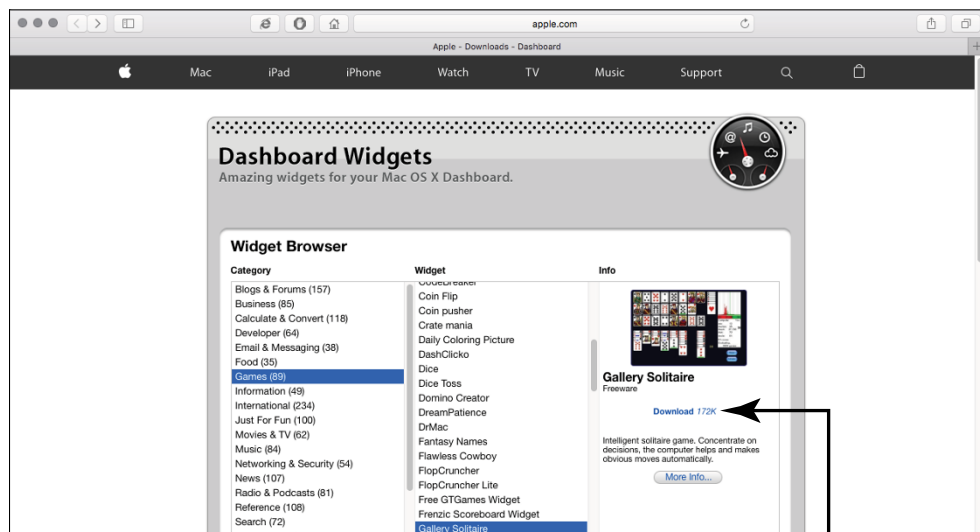 apple.com
Apple - Downloads - Dashboard
Mac iPad iPhone Watch TV Music Support
Dashboard Widgets
Amazing widgets for your Mac OS X Dashboard.
Widget Browser
Category
Blogs & Forums (157)
Business (85)
Calculate & Convert (118)
Developer (64)
Email & Messaging (38)
Food (35)
Games (89)
Information (49)
International (234)
Just For Fun (100)
Movies & TV (62)
Music (84)
Networking & Security (54)
News (107)
Radio & Podcasts (81)
Reference (108)
Search (72)
Widget
CodeBreaker
Coin Flip
Coin pusher
Crate mania
Daily Coloring Picture
DashClicko
Dice
Dice Toss
Domino Creator
DreamPatience
DrMac
Fantasy Names
Flawless Cowboy
FlopCruncher
FlopCruncher Lite
Free GTGames Widget
Frenzic Scoreboard Widget
Gallery Solitaire
Info
Gallery Solitaire
Freeware
Download 172K
Intelligent solitaire game. Concentrate on
decisions, the computer helps and makes
obvious moves automatically.
More Info...